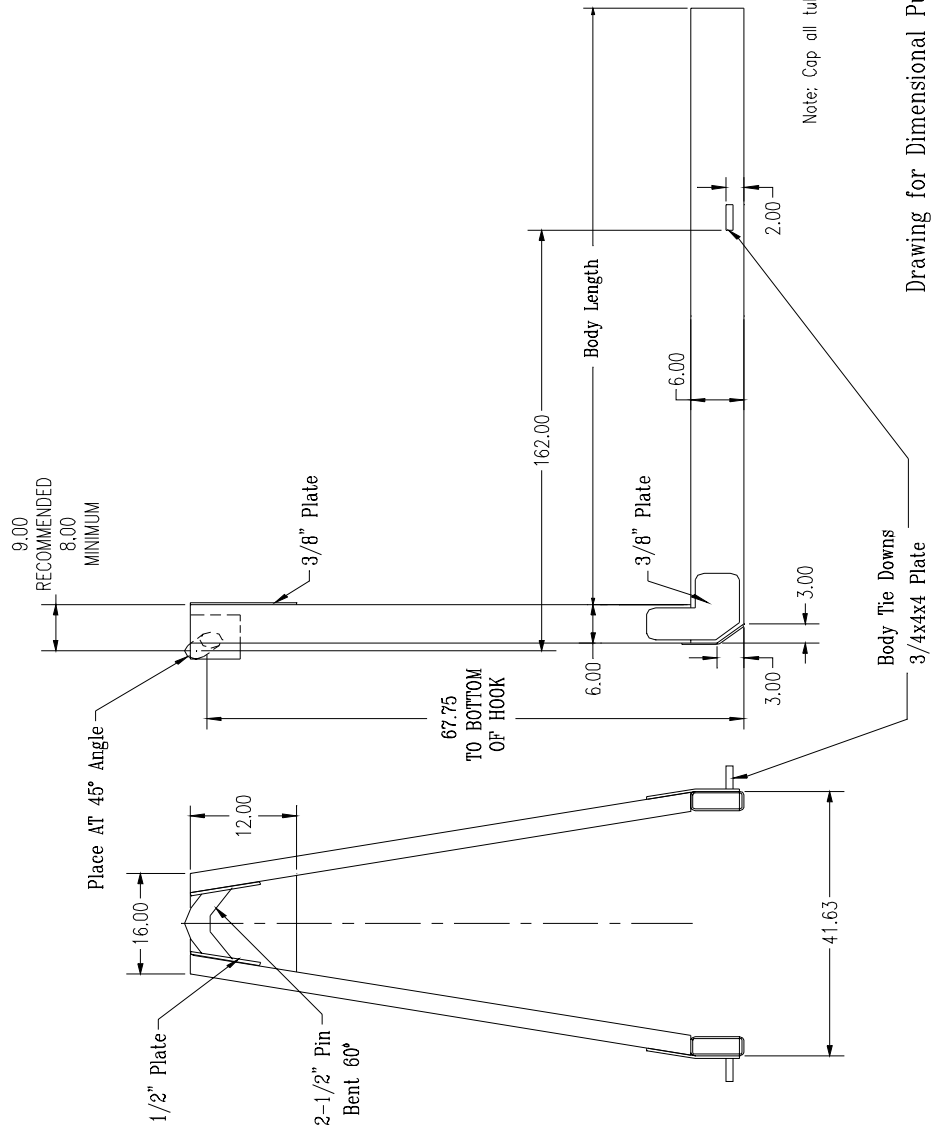 9.00
RECOMMENDED
8.00
MINIMUM
Place AT 45° Angle
3/8" Plate
162.00
Body Length
6.00
2.00
Note: Cap all
67.75
TO BOTTOM
OF HOOK
6.00
3/8" Plate
3.00
3.00
16.00
12.00
1/2" Plate
2-1/2" Pin
Bent 60°
41.63
Body Tie Downs
3/4x4x4 Plate
Drawing for Dimensional